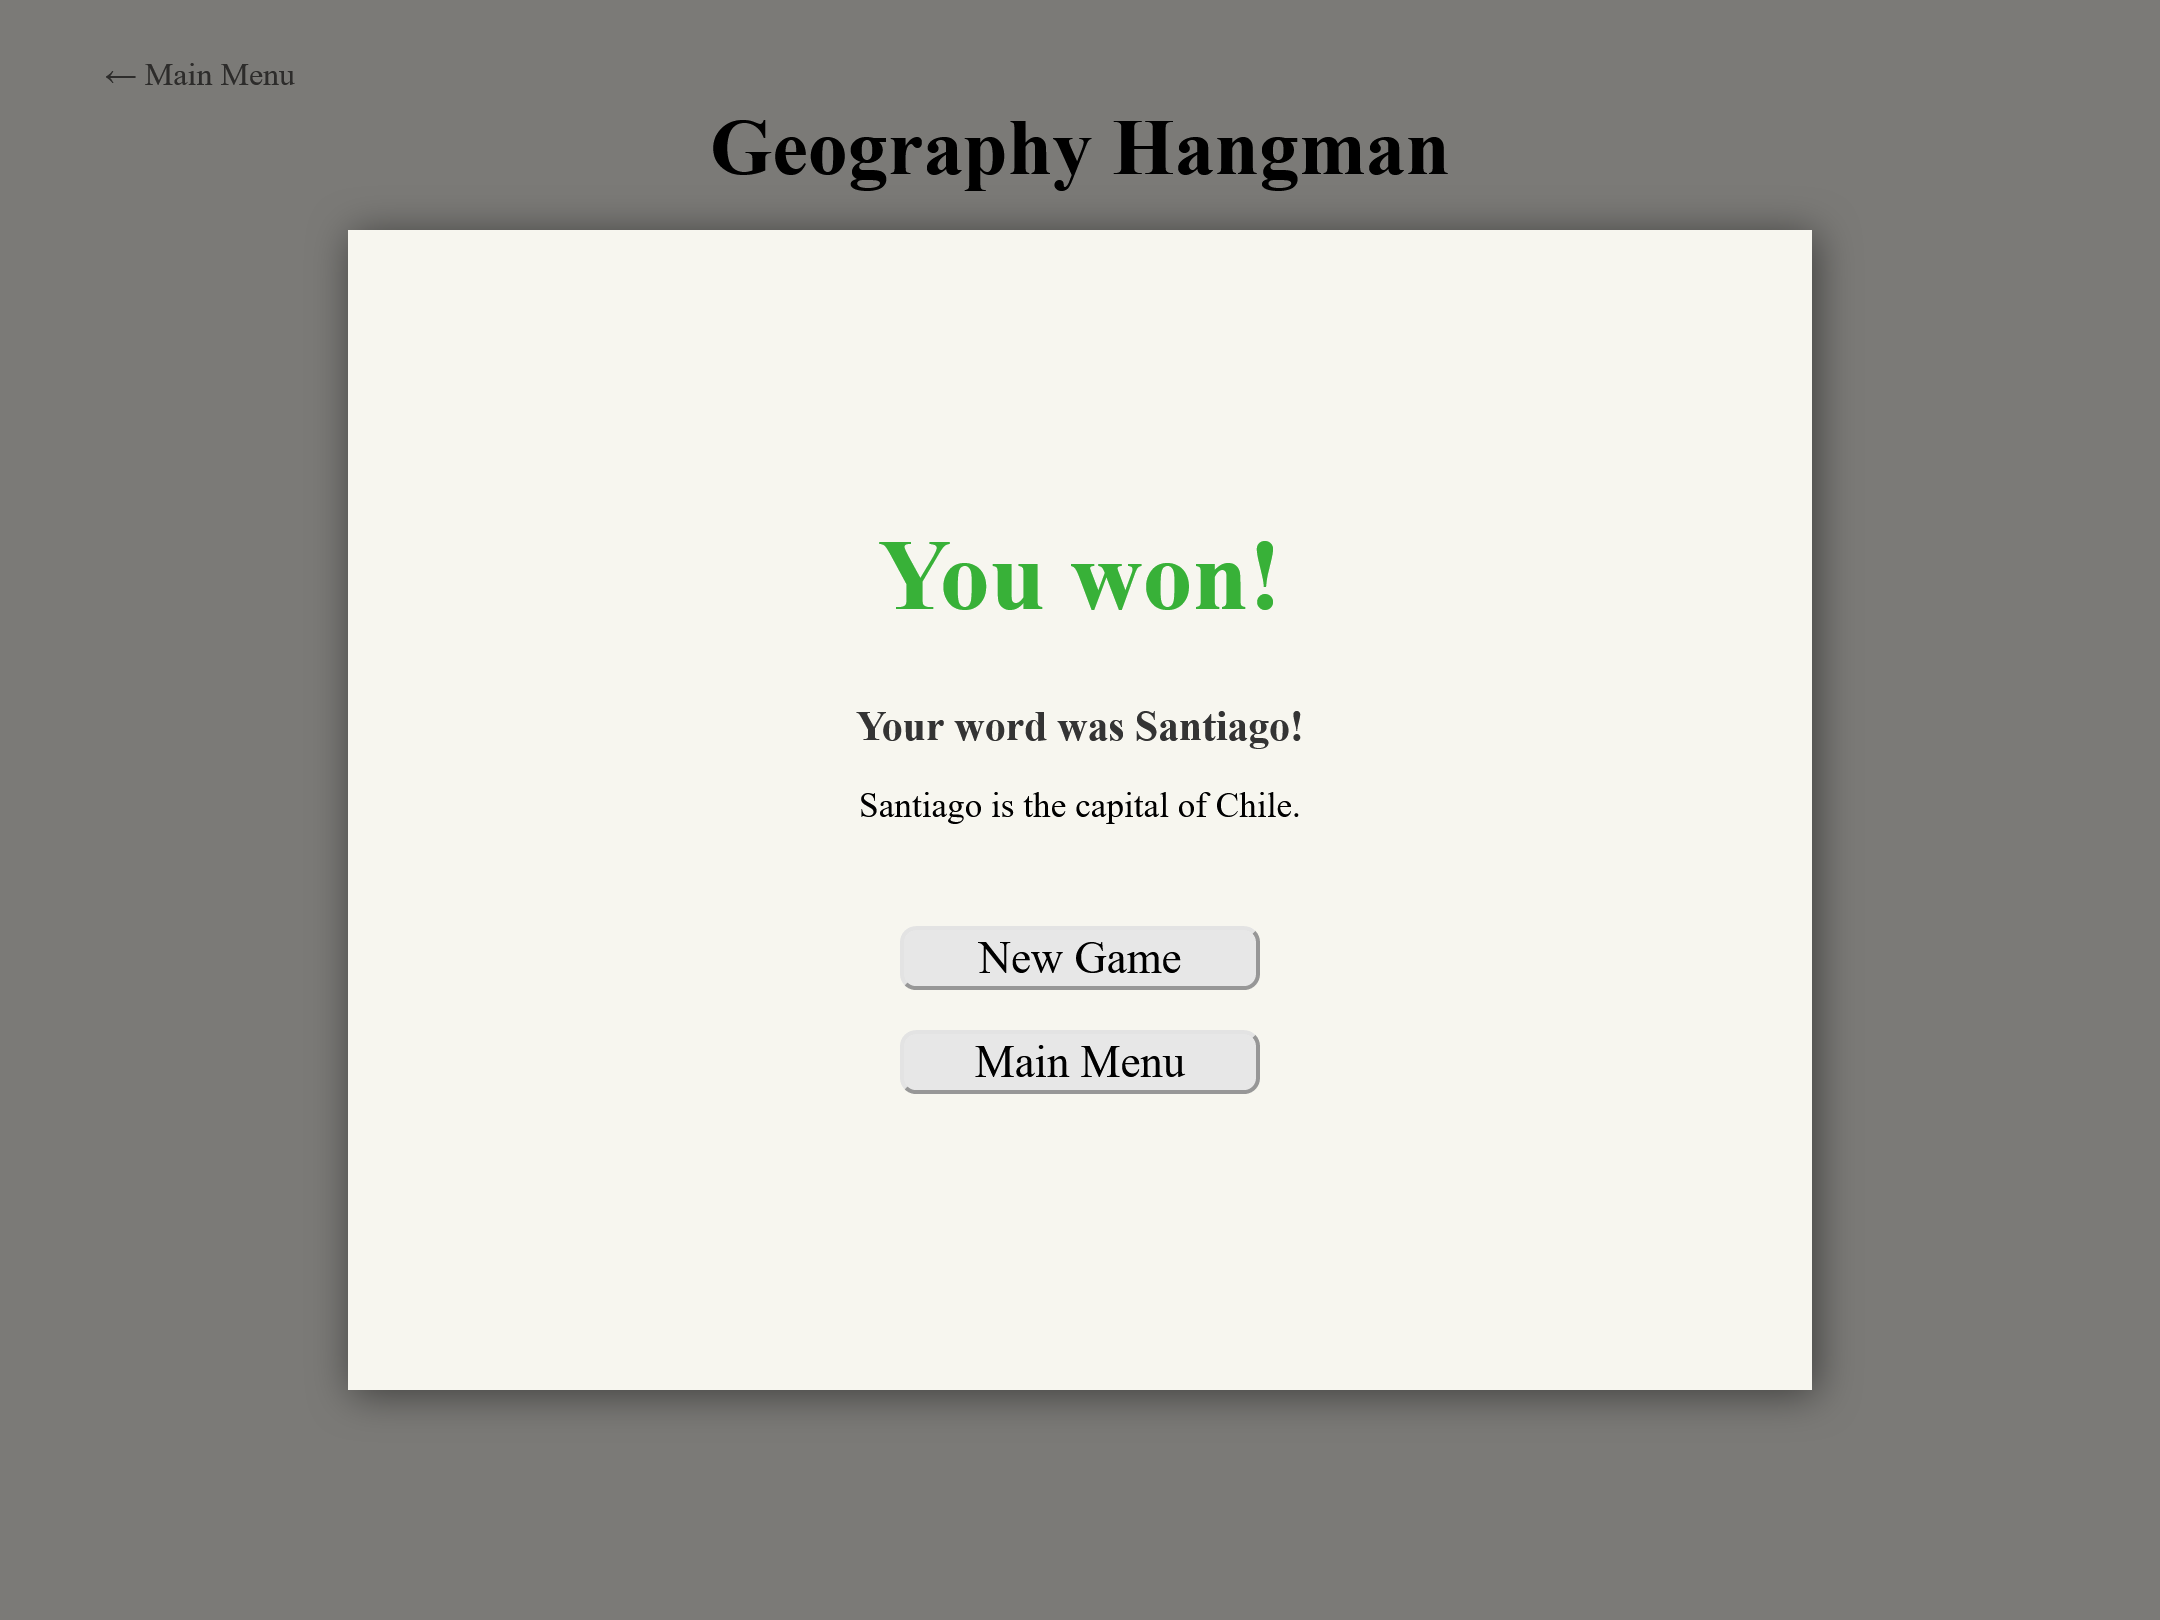 ← Main Menu
Geography Hangman
You won!
Your word was Santiago!
Santiago is the capital of Chile.
New Game
Main Menu